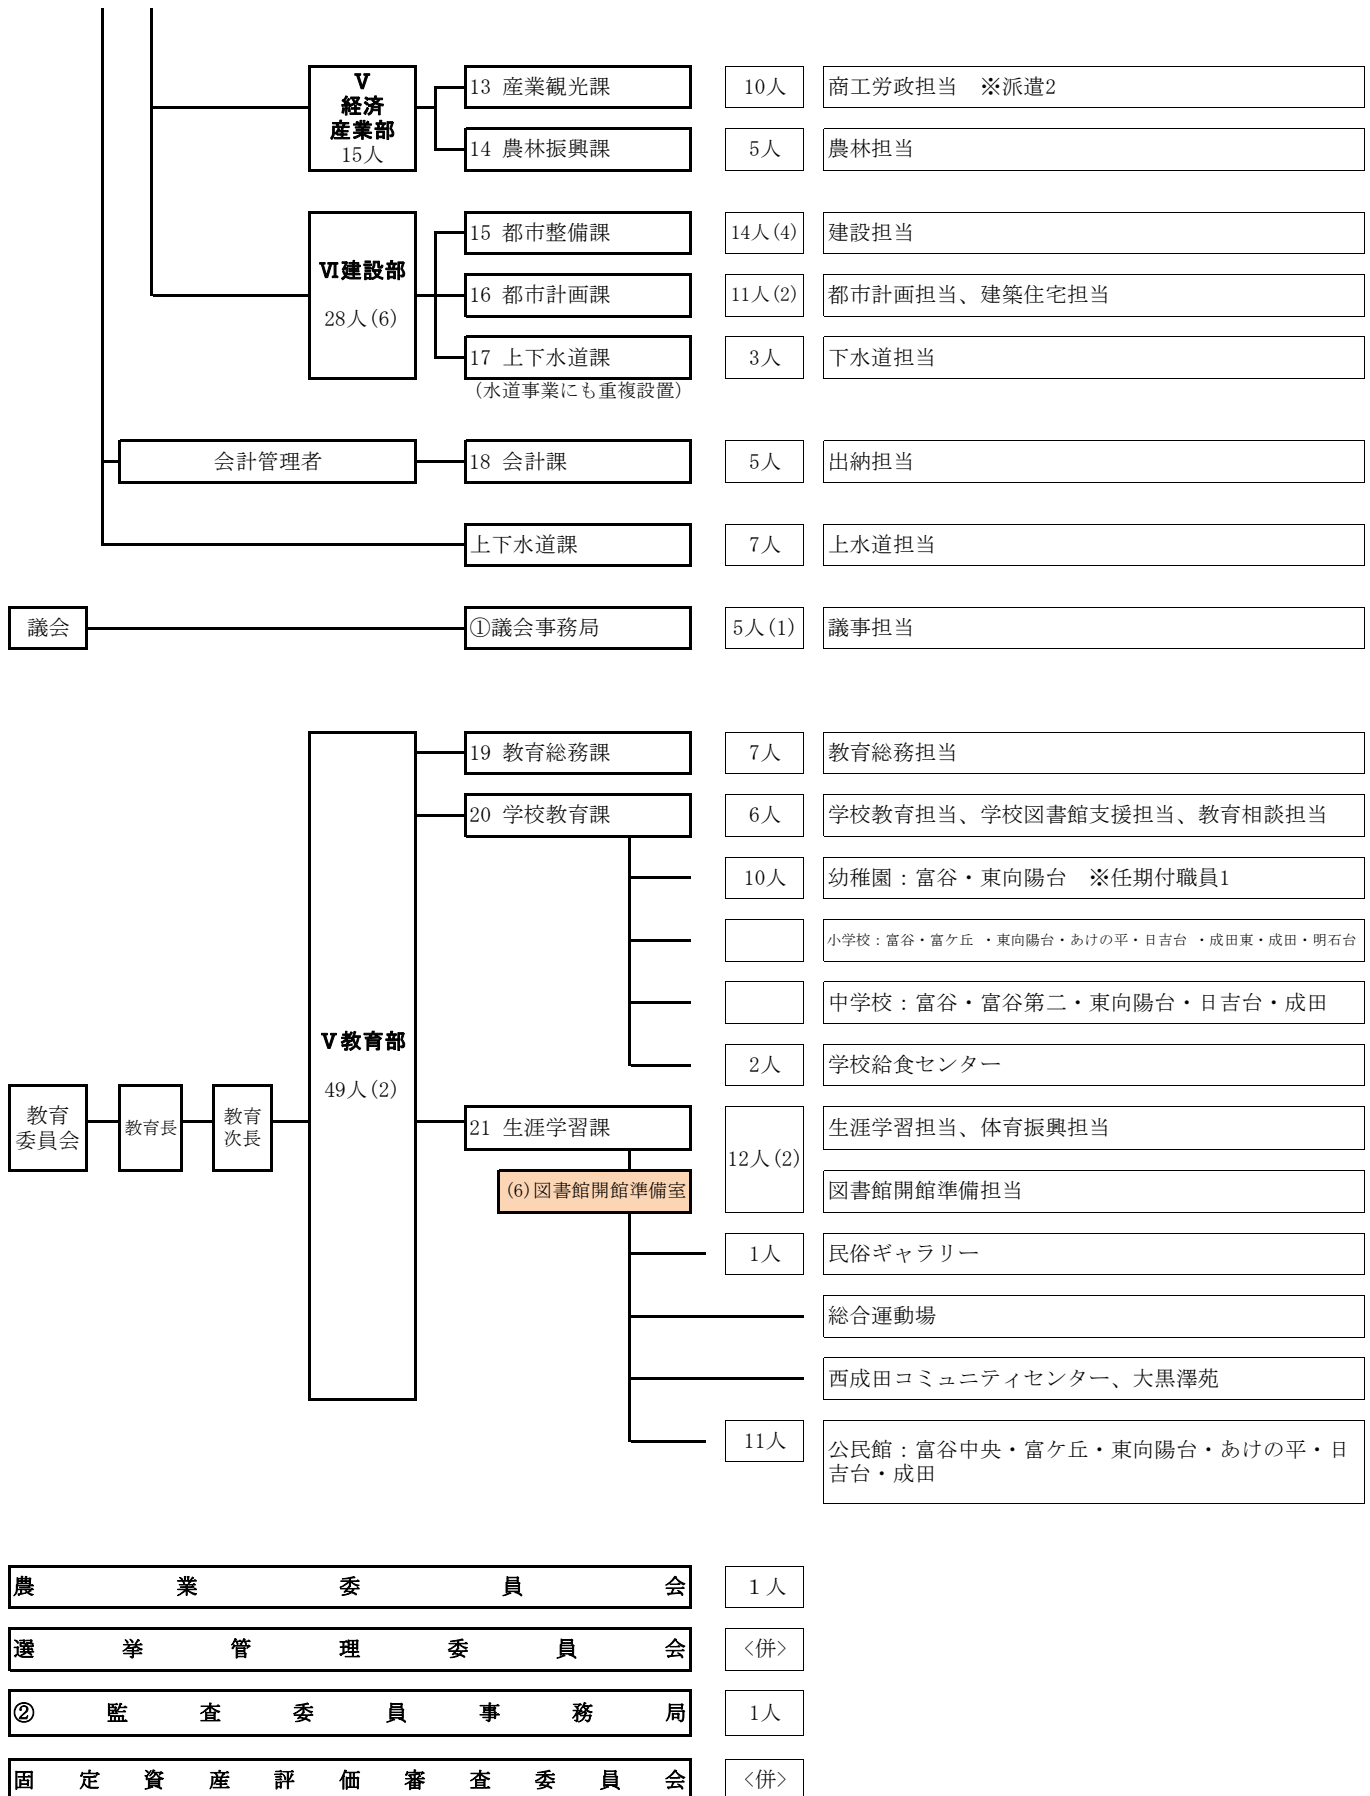 Ⅴ
経済
産業部
15人
13 産業観光課
10人
商工労政担当　※派遣2
14 農林振興課
5人
農林担当
Ⅵ建設部
28人(6)
15 都市整備課
14人(4)
建設担当
16 都市計画課
11人(2)
都市計画担当、建築住宅担当
17 上下水道課
3人
下水道担当
(水道事業にも重複設置)
会計管理者
18 会計課
5人
出納担当
上下水道課
7人
上水道担当
議会
①議会事務局
5人(1)
議事担当
19 教育総務課
7人
教育総務担当
20 学校教育課
6人
学校教育担当、学校図書館支援担当、教育相談担当
10人
幼稚園：富谷・東向陽台　※任期付職員1
小学校：富谷・富ケ丘 ・東向陽台・あけの平・日吉台 ・成田東・成田・明石台
中学校：富谷・富谷第二・東向陽台・日吉台・成田
2人
学校給食センター
教育
委員会
教育長
教育
次長
Ⅴ教育部
49人(2)
21 生涯学習課
12人(2)
生涯学習担当、体育振興担当
(6)図書館開館準備室
図書館開館準備担当
1人
民俗ギャラリー
総合運動場
西成田コミュニティセンター、大黒澤苑
11人
公民館：富谷中央・富ケ丘・東向陽台・あけの平・日
吉台・成田
農業委員会
1人
選挙管理委員会
<併>
②監査委員事務局
1人
固定資産評価審査委員会
<併>